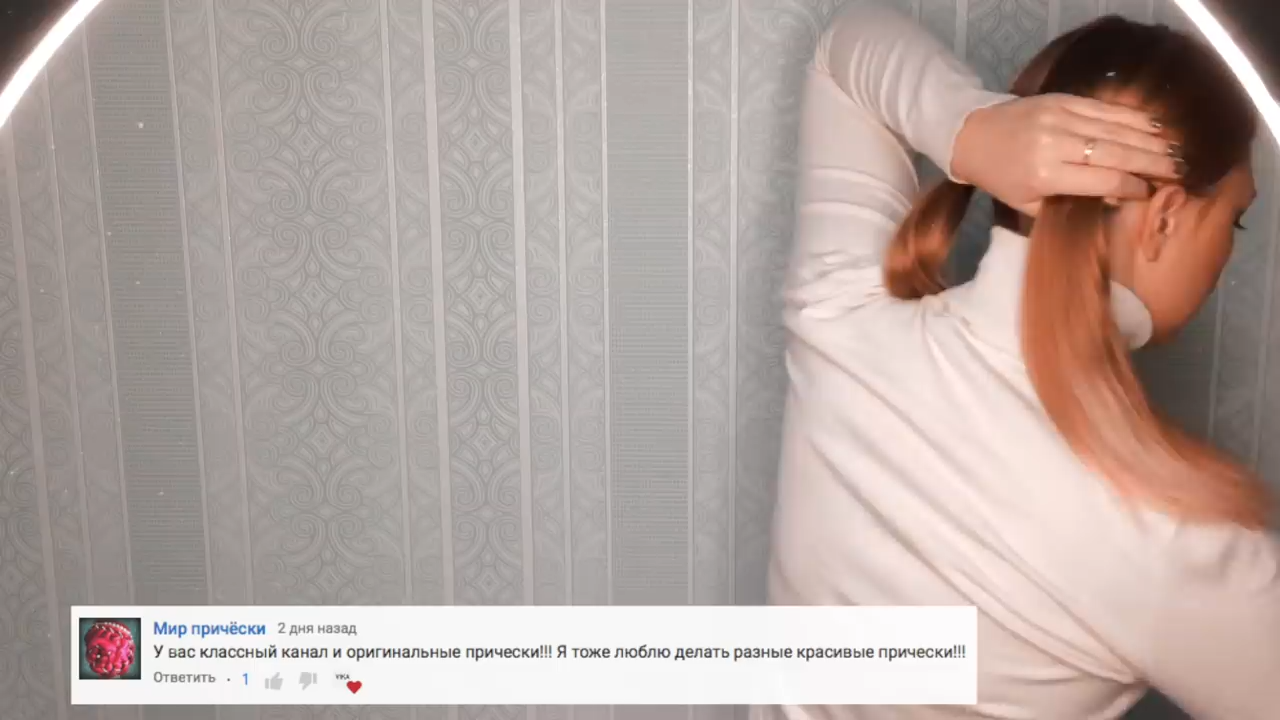 Мир причёски 2 дня назад
У вас классный канал и оригинальные прически!!! Я тоже люблю делать разные красивые прически!!!
Ответить · 1